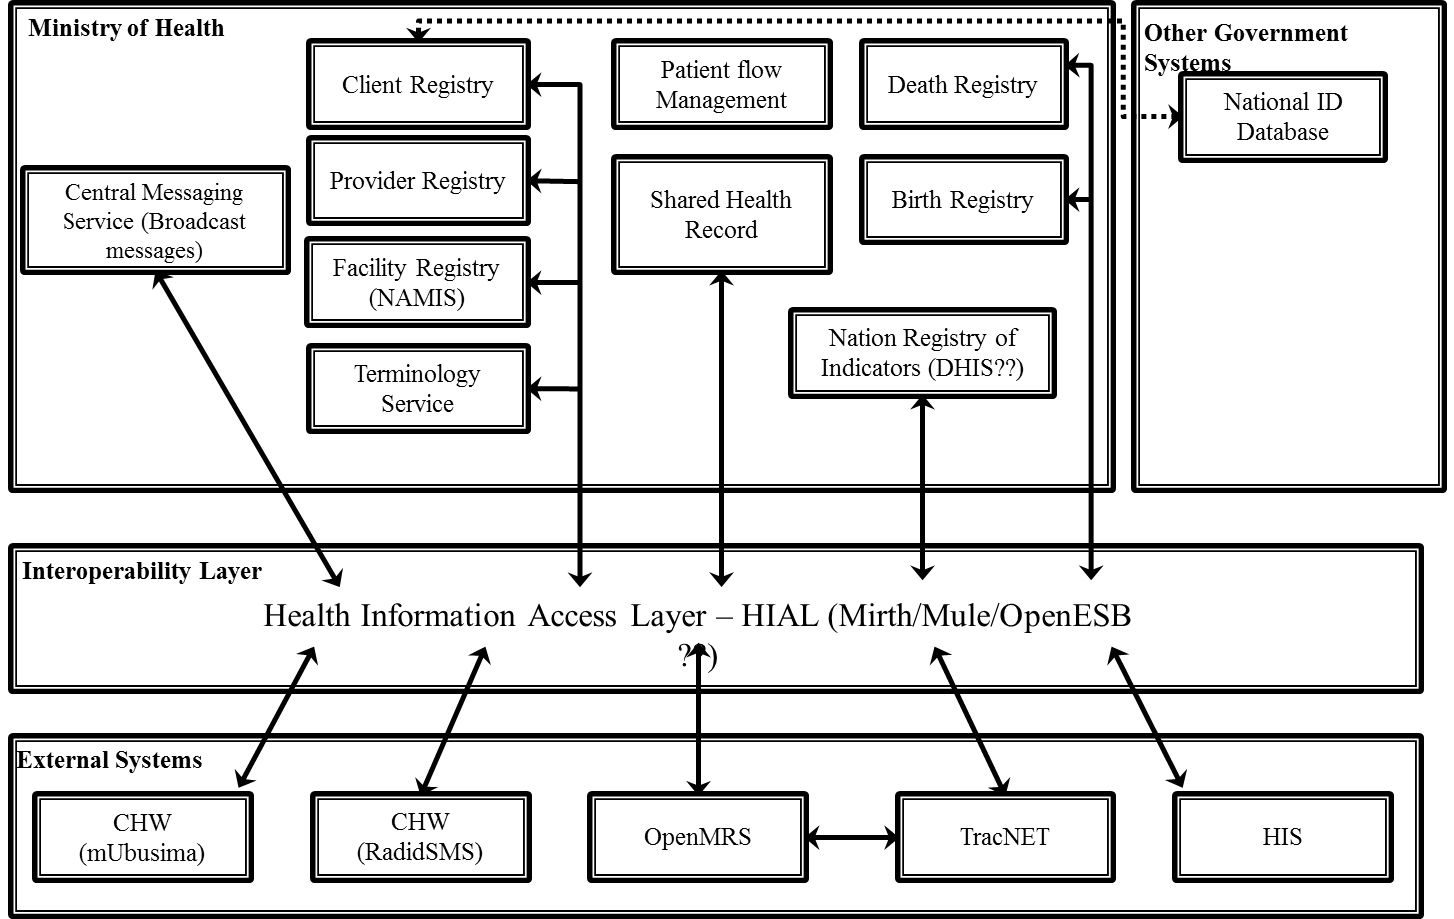 Ministry of Health
Other Government
Systems
Client Registry
Patient flow
Management
Death Registry
National ID
Database
Provider Registry
Central Messaging
Service (Broadcast
messages)
Shared Health
Record
Birth Registry
Facility Registry
(NAMIS)
Nation Registry of
Indicators (DHIS??)
Terminology
Service
Interoperability Layer
Health Information Access Layer – HIAL (Mirth/Mule/OpenESB
??)
External Systems
CHW
(mUbusima)
CHW
(RadidSMS)
OpenMRS
TracNET
HIS